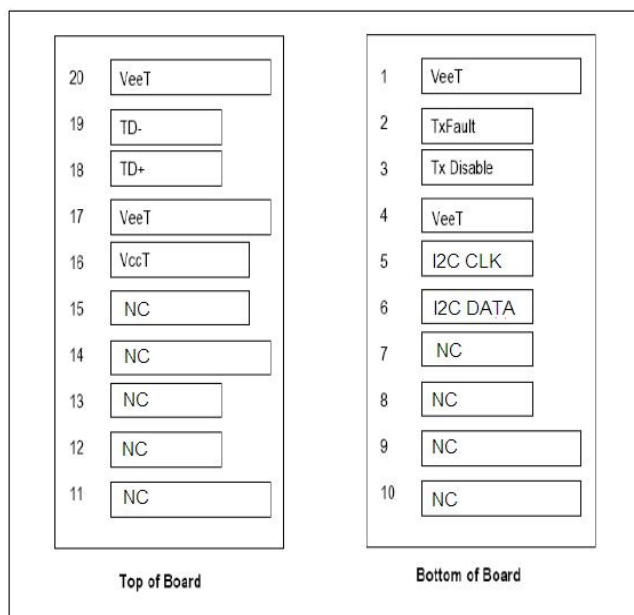 20 VeeT
19 TD-
18 TD+
17 VeeT
16 VccT
15 NC
14 NC
13 NC
12 NC
11 NC
Top of Board
1 VeeT
2 TxFault
3 Tx Disable
4 VeeT
5 I2C CLK
6 I2C DATA
7 NC
8 NC
9 NC
10 NC
Bottom of Board